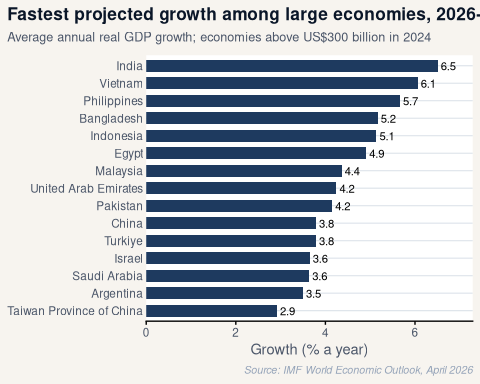 Fastest projected growth among large economies, 2026-
Average annual real GDP growth; economies above US$300 billion in 2024
India 6.5
Vietnam 6.1
Philippines 5.7
Bangladesh 5.2
Indonesia 5.1
Egypt 4.9
Malaysia 4.4
United Arab Emirates 4.2
Pakistan 4.2
China 3.8
Turkiye 3.8
Israel 3.6
Saudi Arabia 3.6
Argentina 3.5
Taiwan Province of China 2.9
0 2 4 6
Growth (% a year)
Source: IMF World Economic Outlook, April 2026